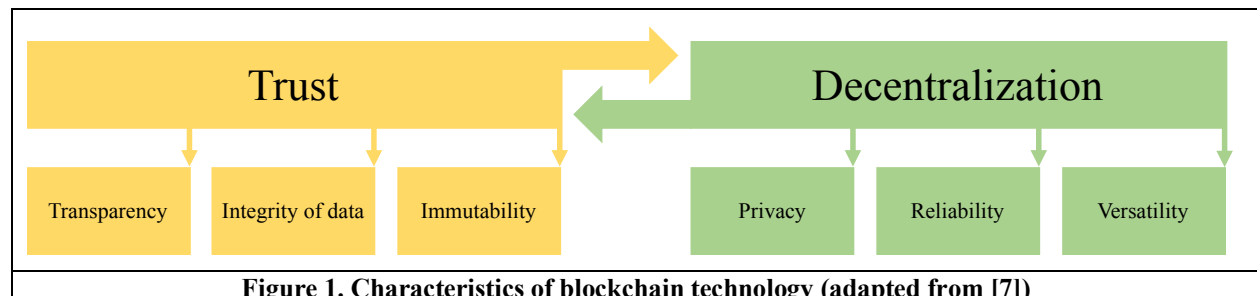 Trust Decentralization
Transparency Integrity of data Immutability Privacy Reliability Versatility
Figure 1. Characteristics of blockchain technology (adapted from [7])